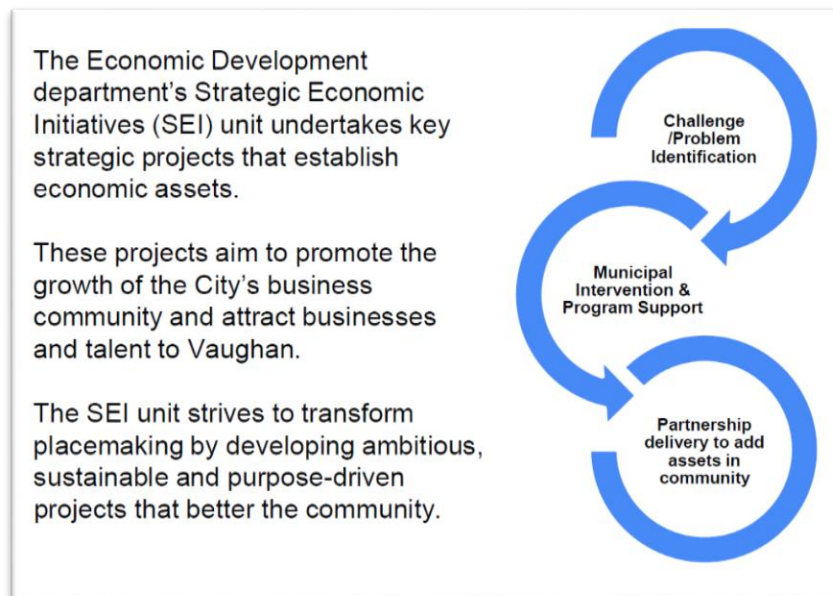 The Economic Development
department's Strategic Economic
Initiatives (SEI) unit undertakes key
strategic projects that establish
economic assets.
These projects aim to promote the
growth of the City's business
community and attract businesses
and talent to Vaughan.
The SEI unit strives to transform
placemaking by developing ambitious,
sustainable and purpose-driven
projects that better the community.
Challenge
/Problem
Identification
Municipal
Intervention &
Program Support
Partnership
delivery to add
assets in
community